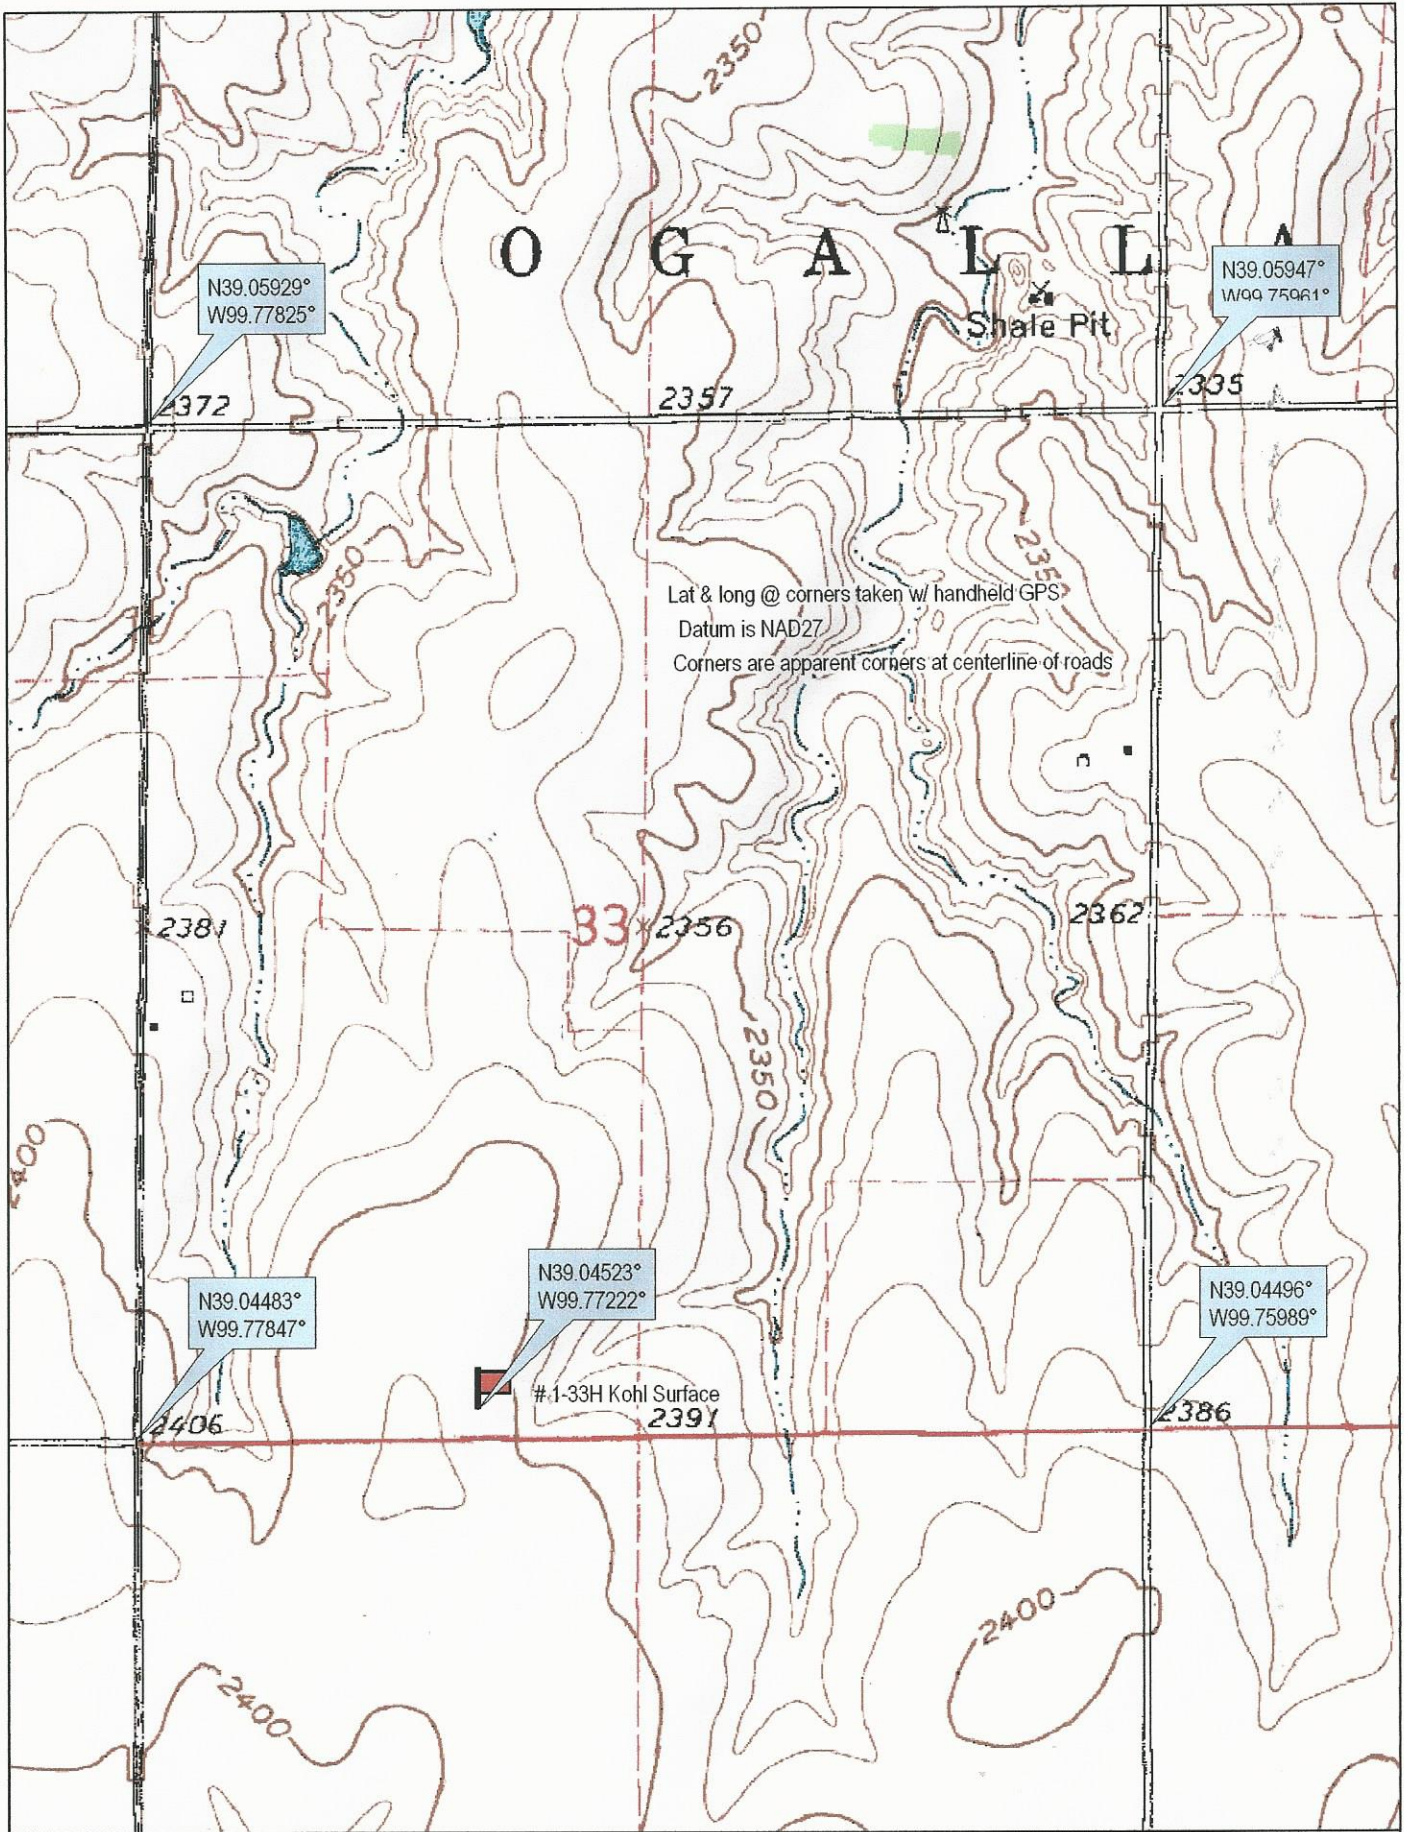 2350
O G A L L A
N39.05929°
W99.77825°
N39.05947°
W99.75961°
Shale Pit
2372
2357
2335
2350
Lat & long @ corners taken w/ handheld GPS
Datum is NAD27
Corners are apparent corners at centerline of roads
2381
33
2356
2362
2350
2400
N39.04523°
W99.77222°
N39.04483°
W99.77847°
N39.04496°
W99.75989°
# 1-33H Kohl Surface
2406
2391
2386
2400
2400